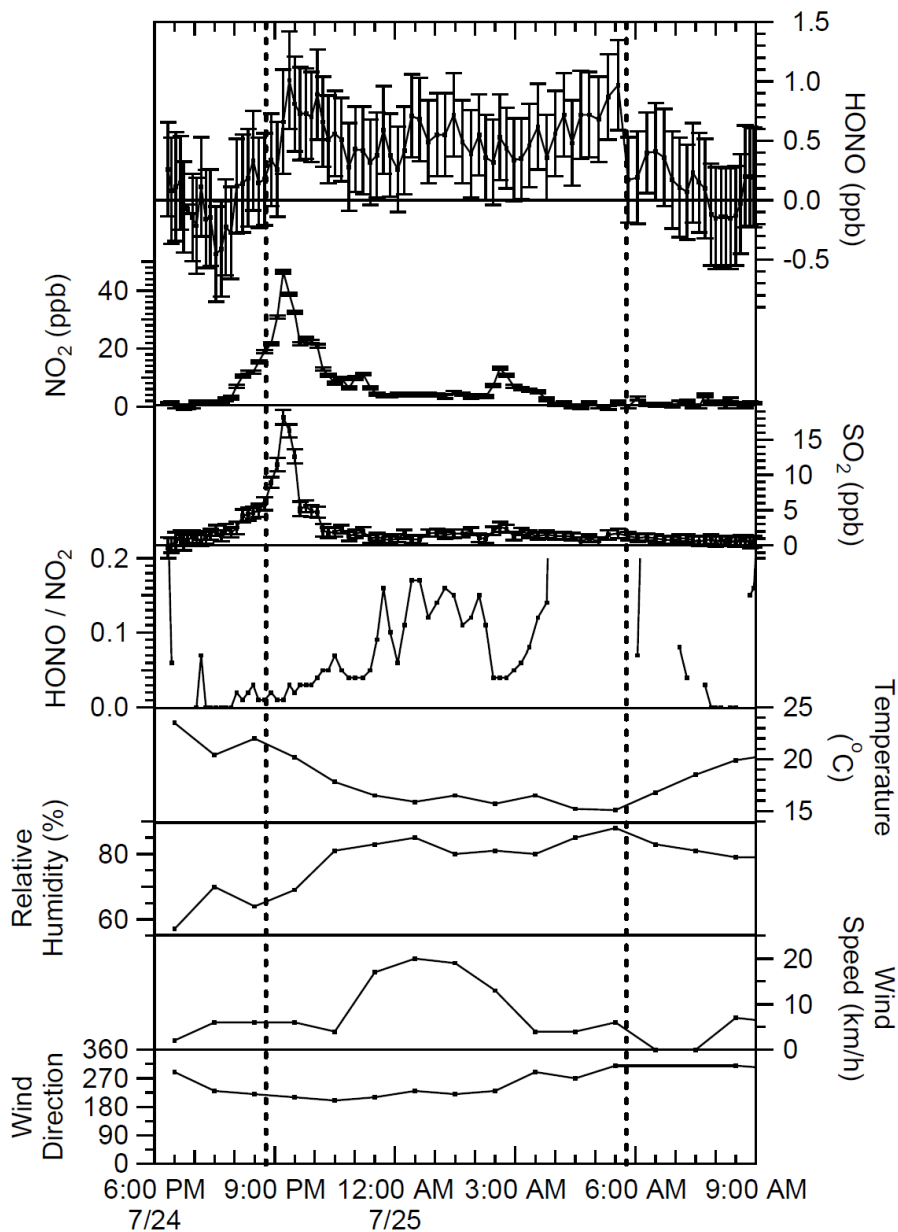 1.5
1.0
0.5
0.0
-0.5
HONO (ppb)
40
20
0
NO2 (ppb)
15
10
5
0
SO2 (ppb)
0.2
0.1
0.0
HONO / NO2
25
20
15
Temperature
(°C)
80
60
Relative
Humidity (%)
20
10
0
Wind
Speed (km/h)
360
270
180
90
0
Wind
Direction
6:00 PM 9:00 PM 12:00 AM 3:00 AM 6:00 AM 9:00 AM
7/24 7/25